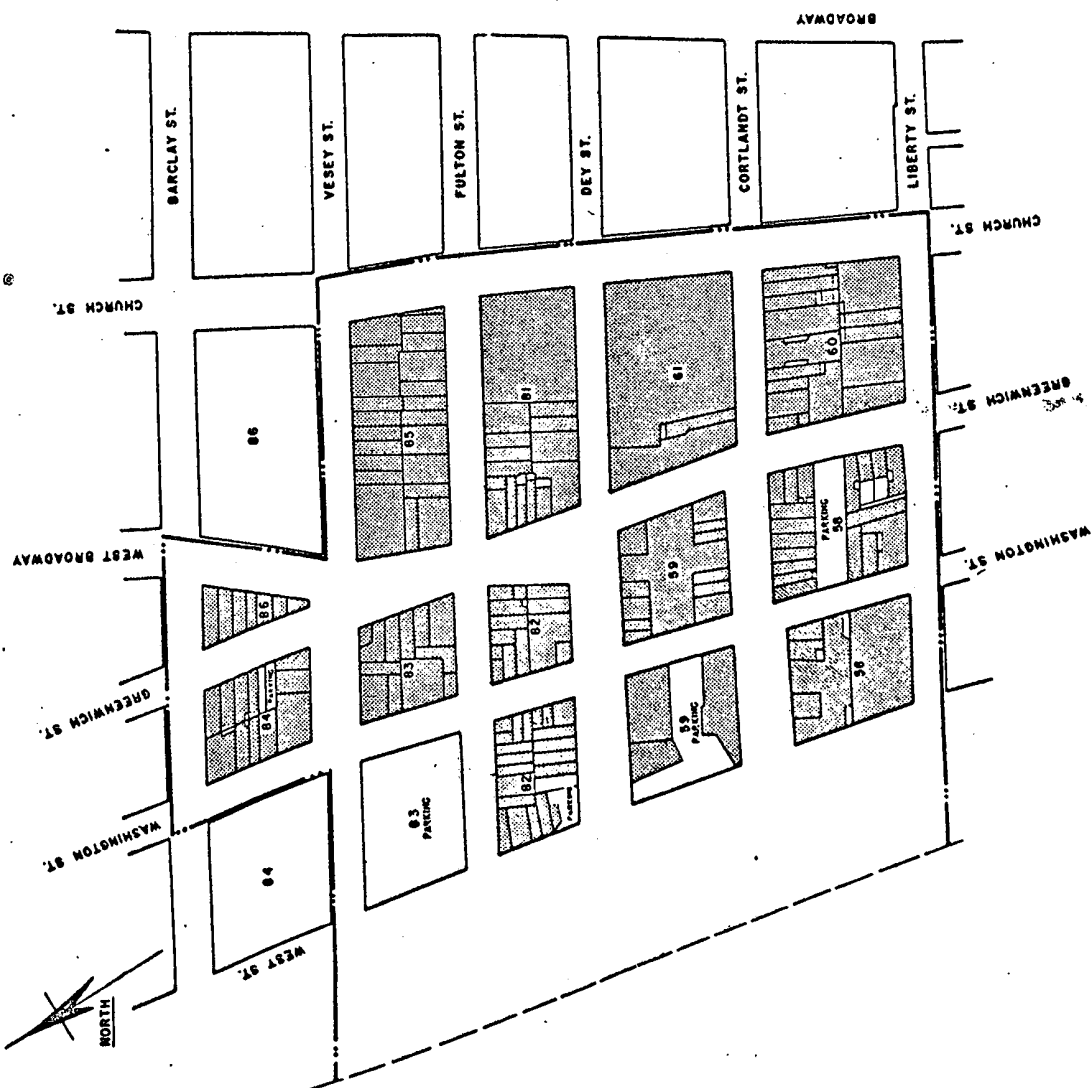 BROADWAY
BARCLAY ST.
VESEY ST.
FULTON ST.
DEY ST.
CORTLANDT ST.
LIBERTY ST.
CHURCH ST.
CHURCH ST.
86
85
81
61
60
GREENWICH ST.
WEST BROADWAY
86
84
PARKING
83
82
59
PARKING
58
WASHINGTON ST.
GREENWICH ST.
WASHINGTON ST.
84
83
PARKING
82
PARKING
59
PARKING
58
WEST ST.
NORTH